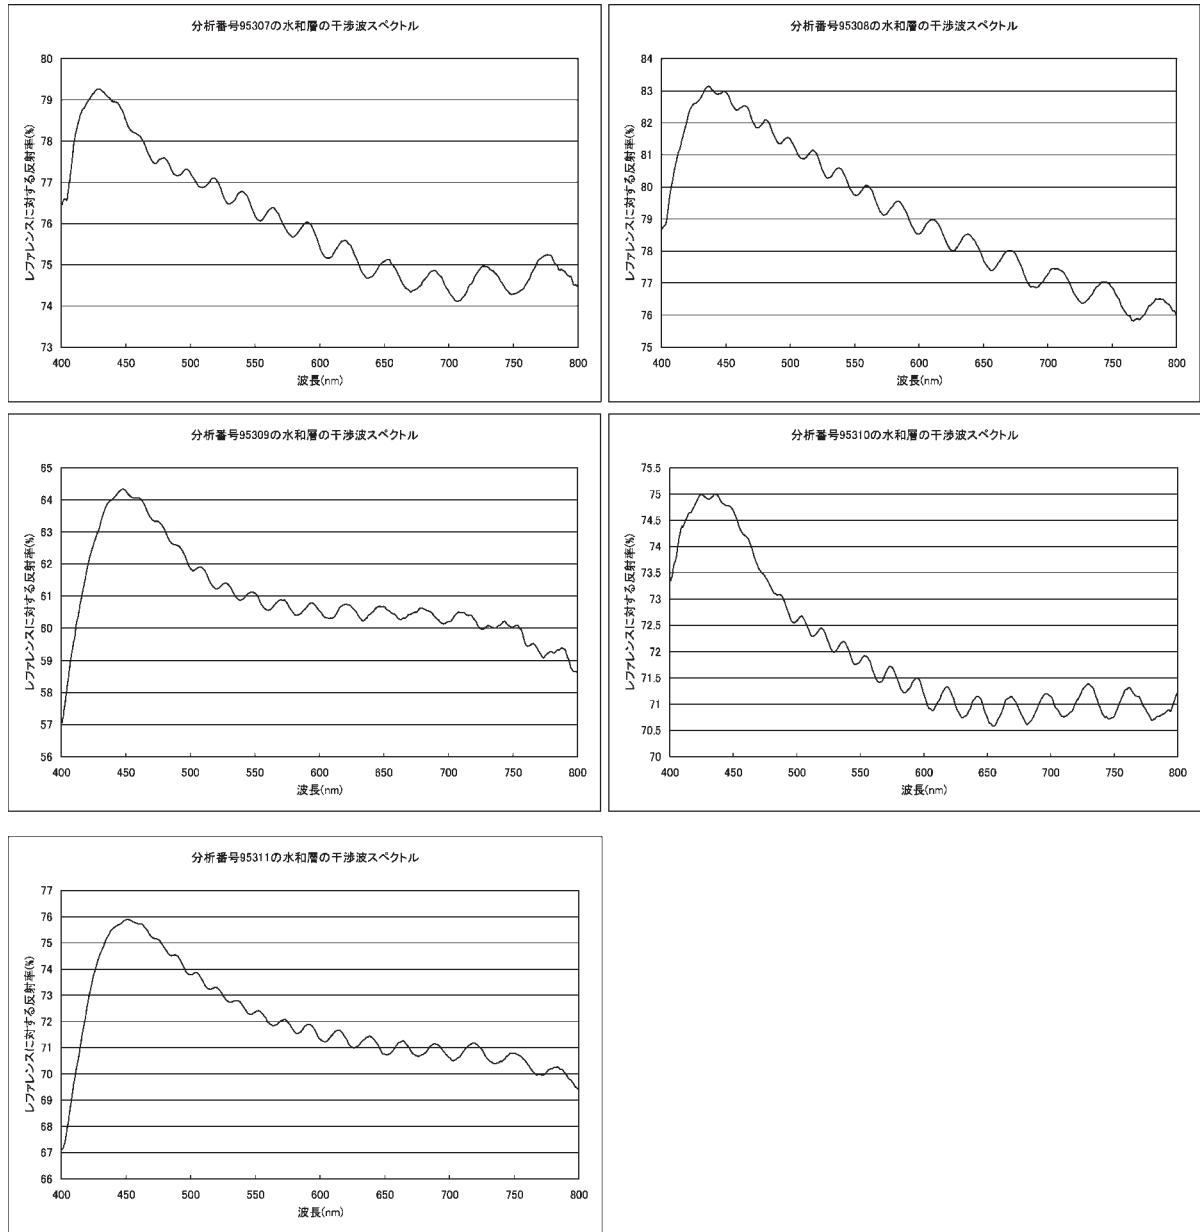 分析番号95307の水和層の干渉波スペクトル
レファレンスに対する反射率(%)
80
79
78
77
76
75
74
73
400 450 500 550 600 650 700 750 800
波長(nm)
分析番号95308の水和層の干渉波スペクトル
レファレンスに対する反射率(%)
84
83
82
81
80
79
78
77
76
75
400 450 500 550 600 650 700 750 800
波長(nm)
分析番号95309の水和層の干渉波スペクトル
レファレンスに対する反射率(%)
65
64
63
62
61
60
59
58
57
56
400 450 500 550 600 650 700 750 800
波長(nm)
分析番号95310の水和層の干渉波スペクトル
レファレンスに対する反射率(%)
75.5
75
74.5
74
73.5
73
72.5
72
71.5
71
70.5
70
400 450 500 550 600 650 700 750 800
波長(nm)
分析番号95311の水和層の干渉波スペクトル
レファレンスに対する反射率(%)
77
76
75
74
73
72
71
70
69
68
67
66
400 450 500 550 600 650 700 750 800
波長(nm)